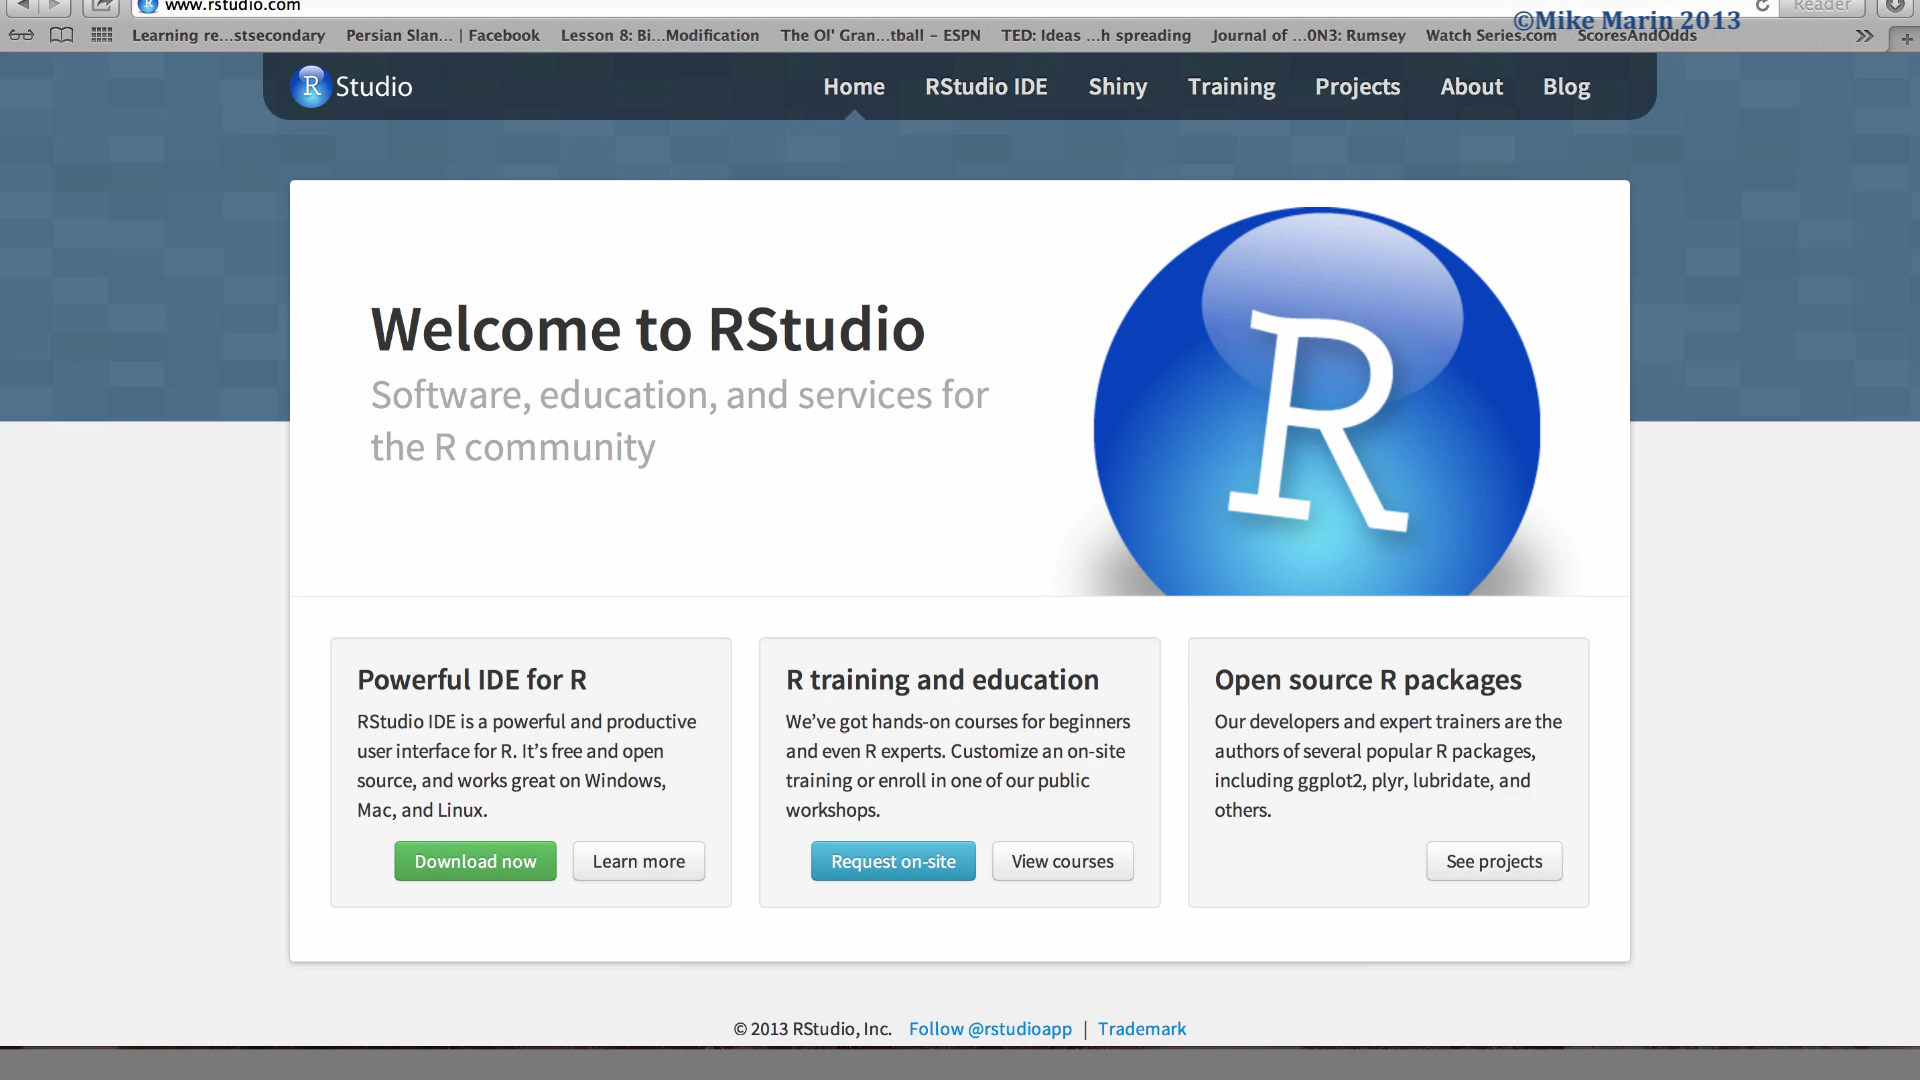 www.rstudio.com
Reader
©Mike Marin 2013
Learning re...stsecondary
Persian Slan... | Facebook
Lesson 8: Bi...Modification
The Ol' Gran...tball - ESPN
TED: Ideas ...h spreading
Journal of ...0N3: Rumsey
Watch Series.com
ScoresAndOdds
R Studio
Home
RStudio IDE
Shiny
Training
Projects
About
Blog
Welcome to RStudio
Software, education, and services for
the R community
R
Powerful IDE for R
RStudio IDE is a powerful and productive
user interface for R. It’s free and open
source, and works great on Windows,
Mac, and Linux.
Download now
Learn more
R training and education
We’ve got hands-on courses for beginners
and even R experts. Customize an on-site
training or enroll in one of our public
workshops.
Request on-site
View courses
Open source R packages
Our developers and expert trainers are the
authors of several popular R packages,
including ggplot2, plyr, lubridate, and
others.
See projects
© 2013 RStudio, Inc. Follow @rstudioapp | Trademark